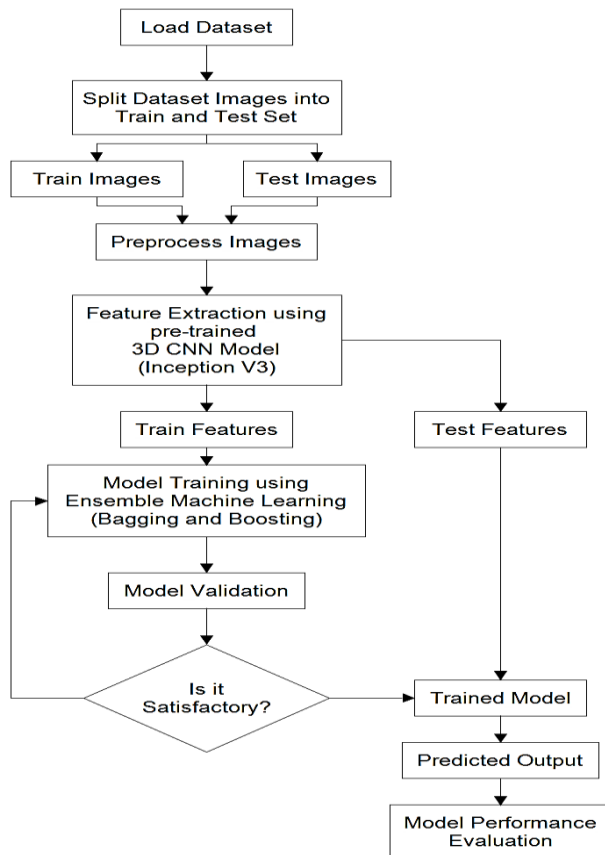 Load Dataset
Split Dataset Images into
Train and Test Set
Train Images
Test Images
Preprocess Images
Feature Extraction using
pre-trained
3D CNN Model
(Inception V3)
Train Features
Test Features
Model Training using
Ensemble Machine Learning
(Bagging and Boosting)
Model Validation
Is it
Satisfactory?
Trained Model
Predicted Output
Model Performance
Evaluation